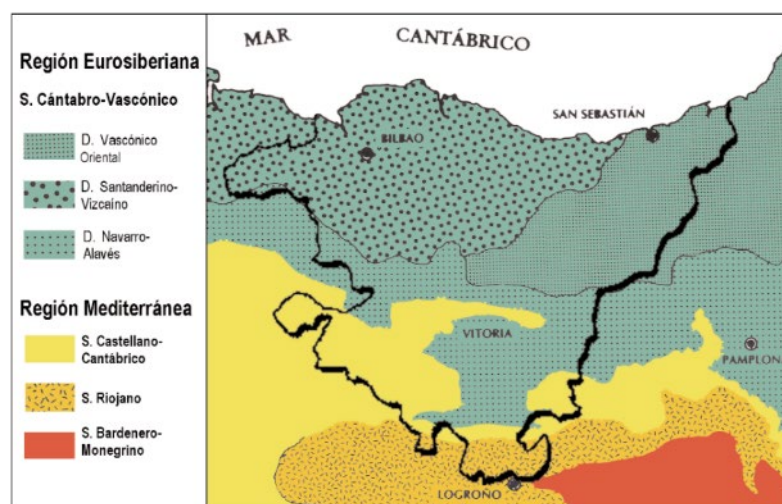 Región Eurosiberiana
S. Cántabro-Vascónico
D. Vascónico
Oriental
D. Santanderino-
Vizcaíno
D. Navarro-
Alavés
Región Mediterránea
S. Castellano-
Cantábrico
S. Riojano
S. Bardenero-
Monegrino
MAR CANTÁBRICO
SAN SEBASTIÁN
BILBAO
VITORIA
PAMPLON
LOGROÑO